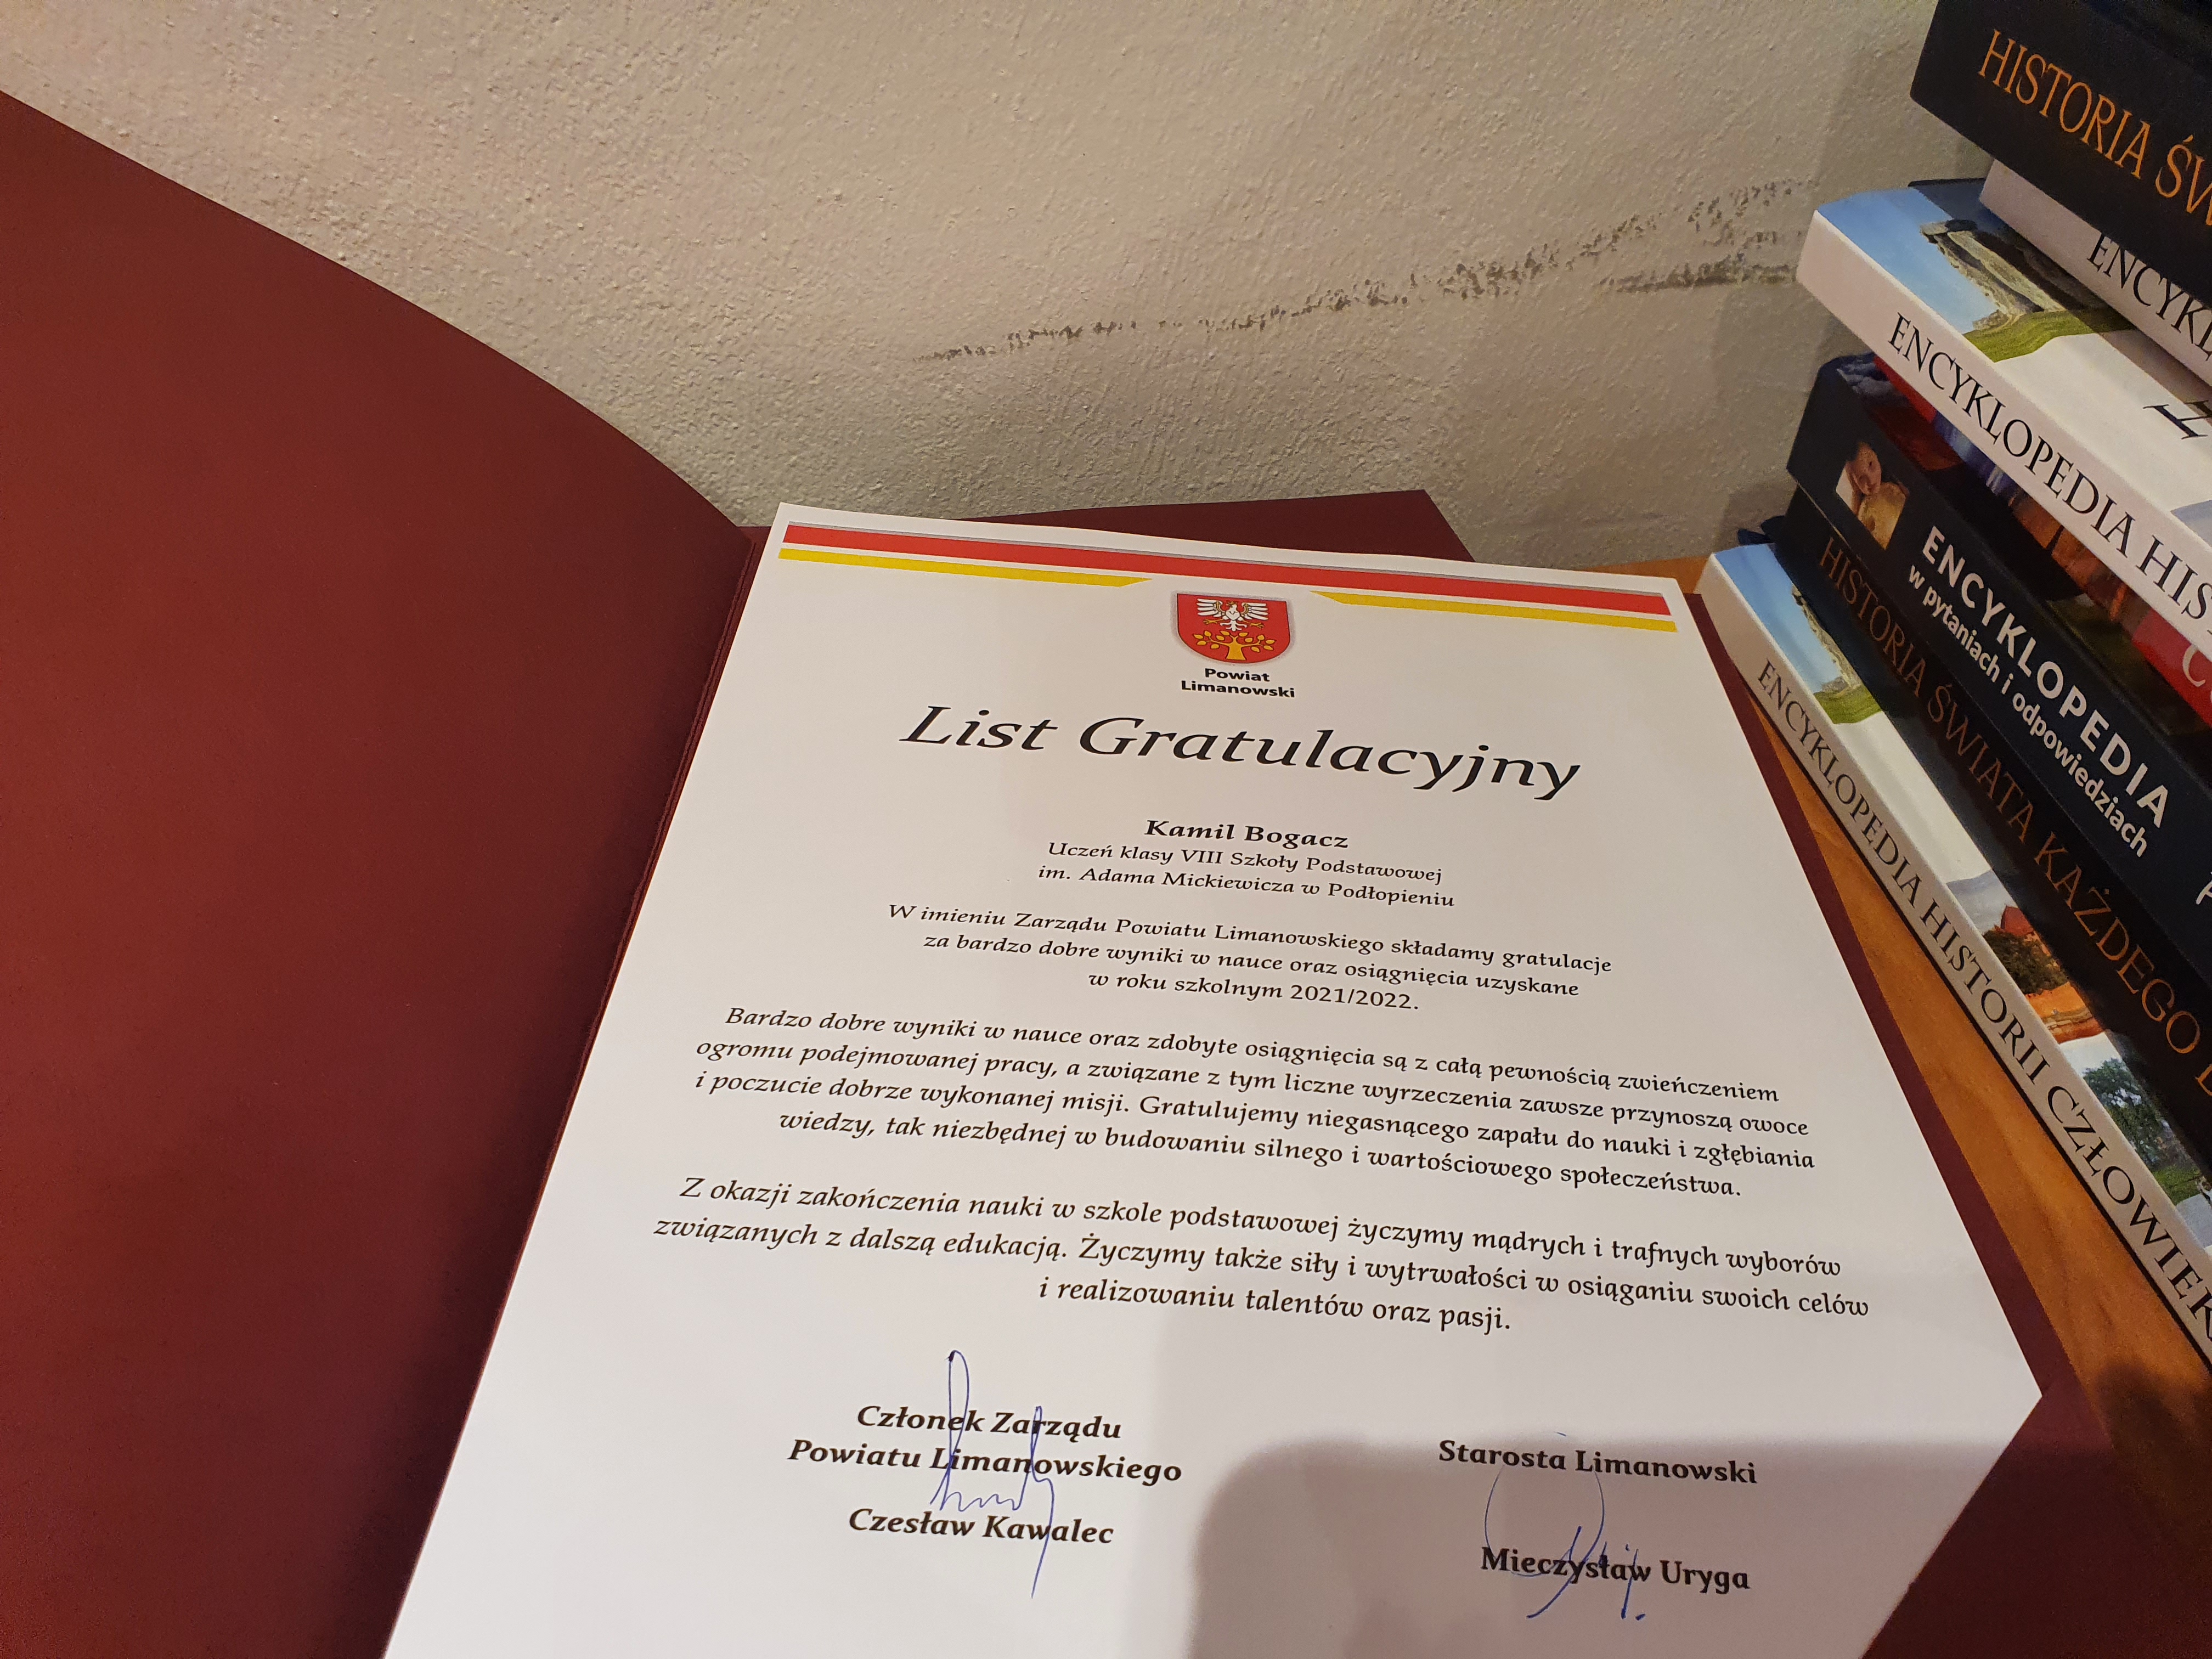 Powiat
Limanowski
List Gratulacyjny
Kamil Bogacz
Uczeń klasy VIII Szkoły Podstawowej
im. Adama Mickiewicza w Podłopieniu
W imieniu Zarządu Powiatu Limanowskiego składamy gratulacje
za bardzo dobre wyniki w nauce oraz osiągnięcia uzyskane
w roku szkolnym 2021/2022.
Bardzo dobre wyniki w nauce oraz zdobyte osiągnięcia są z całą pewnością zwieńczeniem
ogromu podejmowanej pracy, a związane z tym liczne wyrzeczenia zawsze przynoszą owoce
i poczucie dobrze wykonanej misji. Gratulujemy niegasnącego zapału do nauki i zgłębiania
wiedzy, tak niezbędnej w budowaniu silnego i wartościowego społeczeństwa.
Z okazji zakończenia nauki w szkole podstawowej życzymy mądrych i trafnych wyborów
związanych z dalszą edukacją. Życzymy także siły i wytrwałości w osiąganiu swoich celów
i realizowaniu talentów oraz pasji.
Członek Zarządu
Powiatu Limanowskiego
Czesław Kawalec
Starosta Limanowski
Mieczysław Uryga
HISTORIA ŚW
ENCYKL
ENCYKLOPEDIA HIS
ENCYKLOPEDIA
w pytaniach i odpowiedziach
HISTORIA ŚWIATA KAŻDEGO
ENCYKLOPEDIA HISTORII CZŁOWIEK